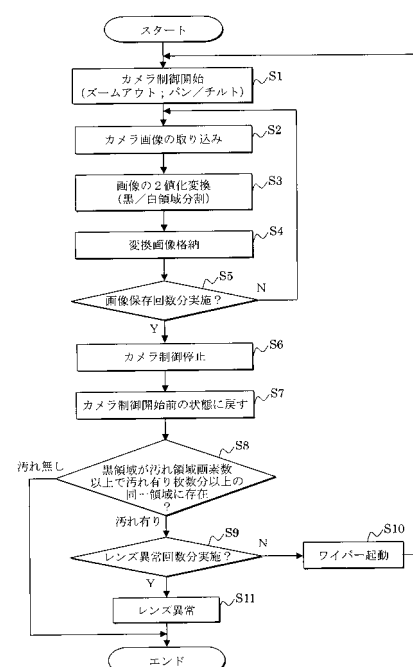 スタート
カメラ制御開始
(ズームアウト;パン/チルト)
S1
カメラ画像の取り込み
S2
画像の2値化変換
(黒/白領域分割)
S3
変換画像格納
S4
画像保存回数分実施?
S5
N
Y
カメラ制御停止
S6
カメラ制御開始前の状態に戻す
S7
汚れ無し
黒領域が汚れ領域画素数
以上で汚れ有り枚数分以上の
同一領域に存在
?
S8
汚れ有り
レンズ異常回数分実施?
S9
N
ワイパー起動
S10
Y
レンズ異常
S11
エンド